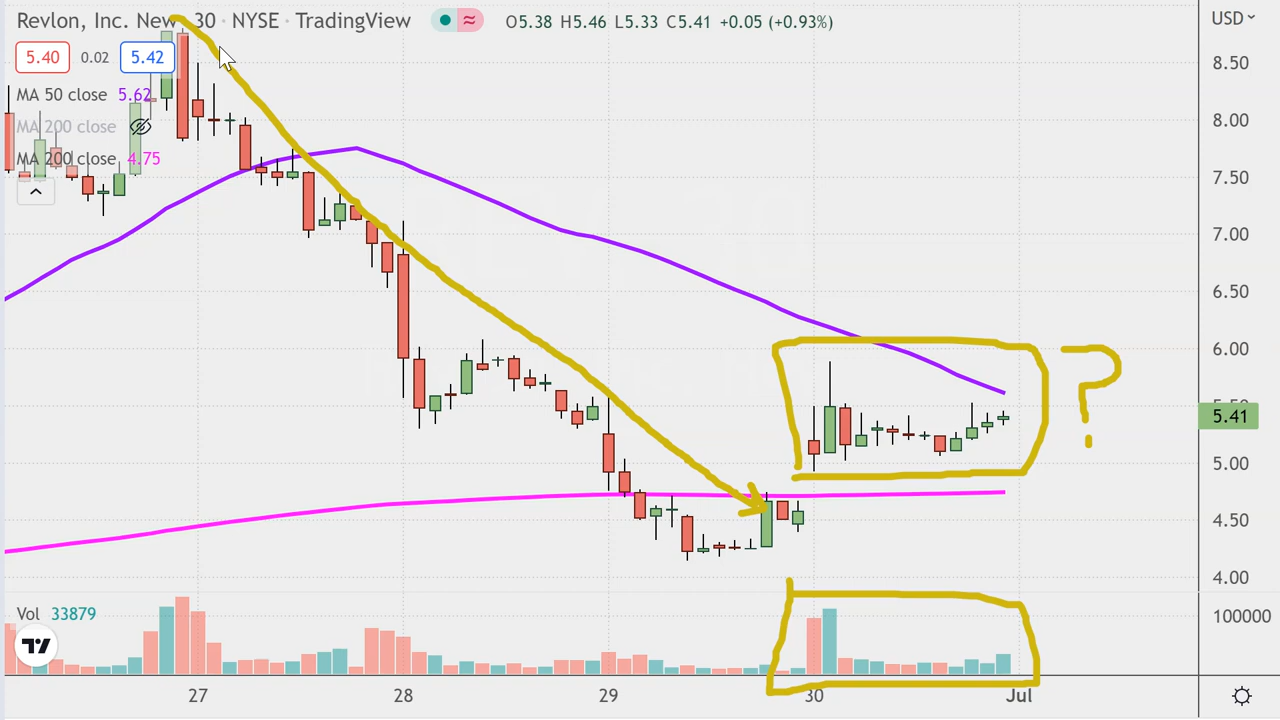 Revlon, Inc. New · 30 · NYSE · TradingView ≈ O5.38 H5.46 L5.33 C5.41 +0.05 (+0.93%) USD
5.40 0.02 5.42
MA 50 close 5.62
MA 200 close
MA 200 close 4.75
8.50
8.00
7.50
7.00
6.50
6.00
?
5.50
5.41
5.00
4.50
4.00
Vol 33879
100000
27 28 29 30 Jul